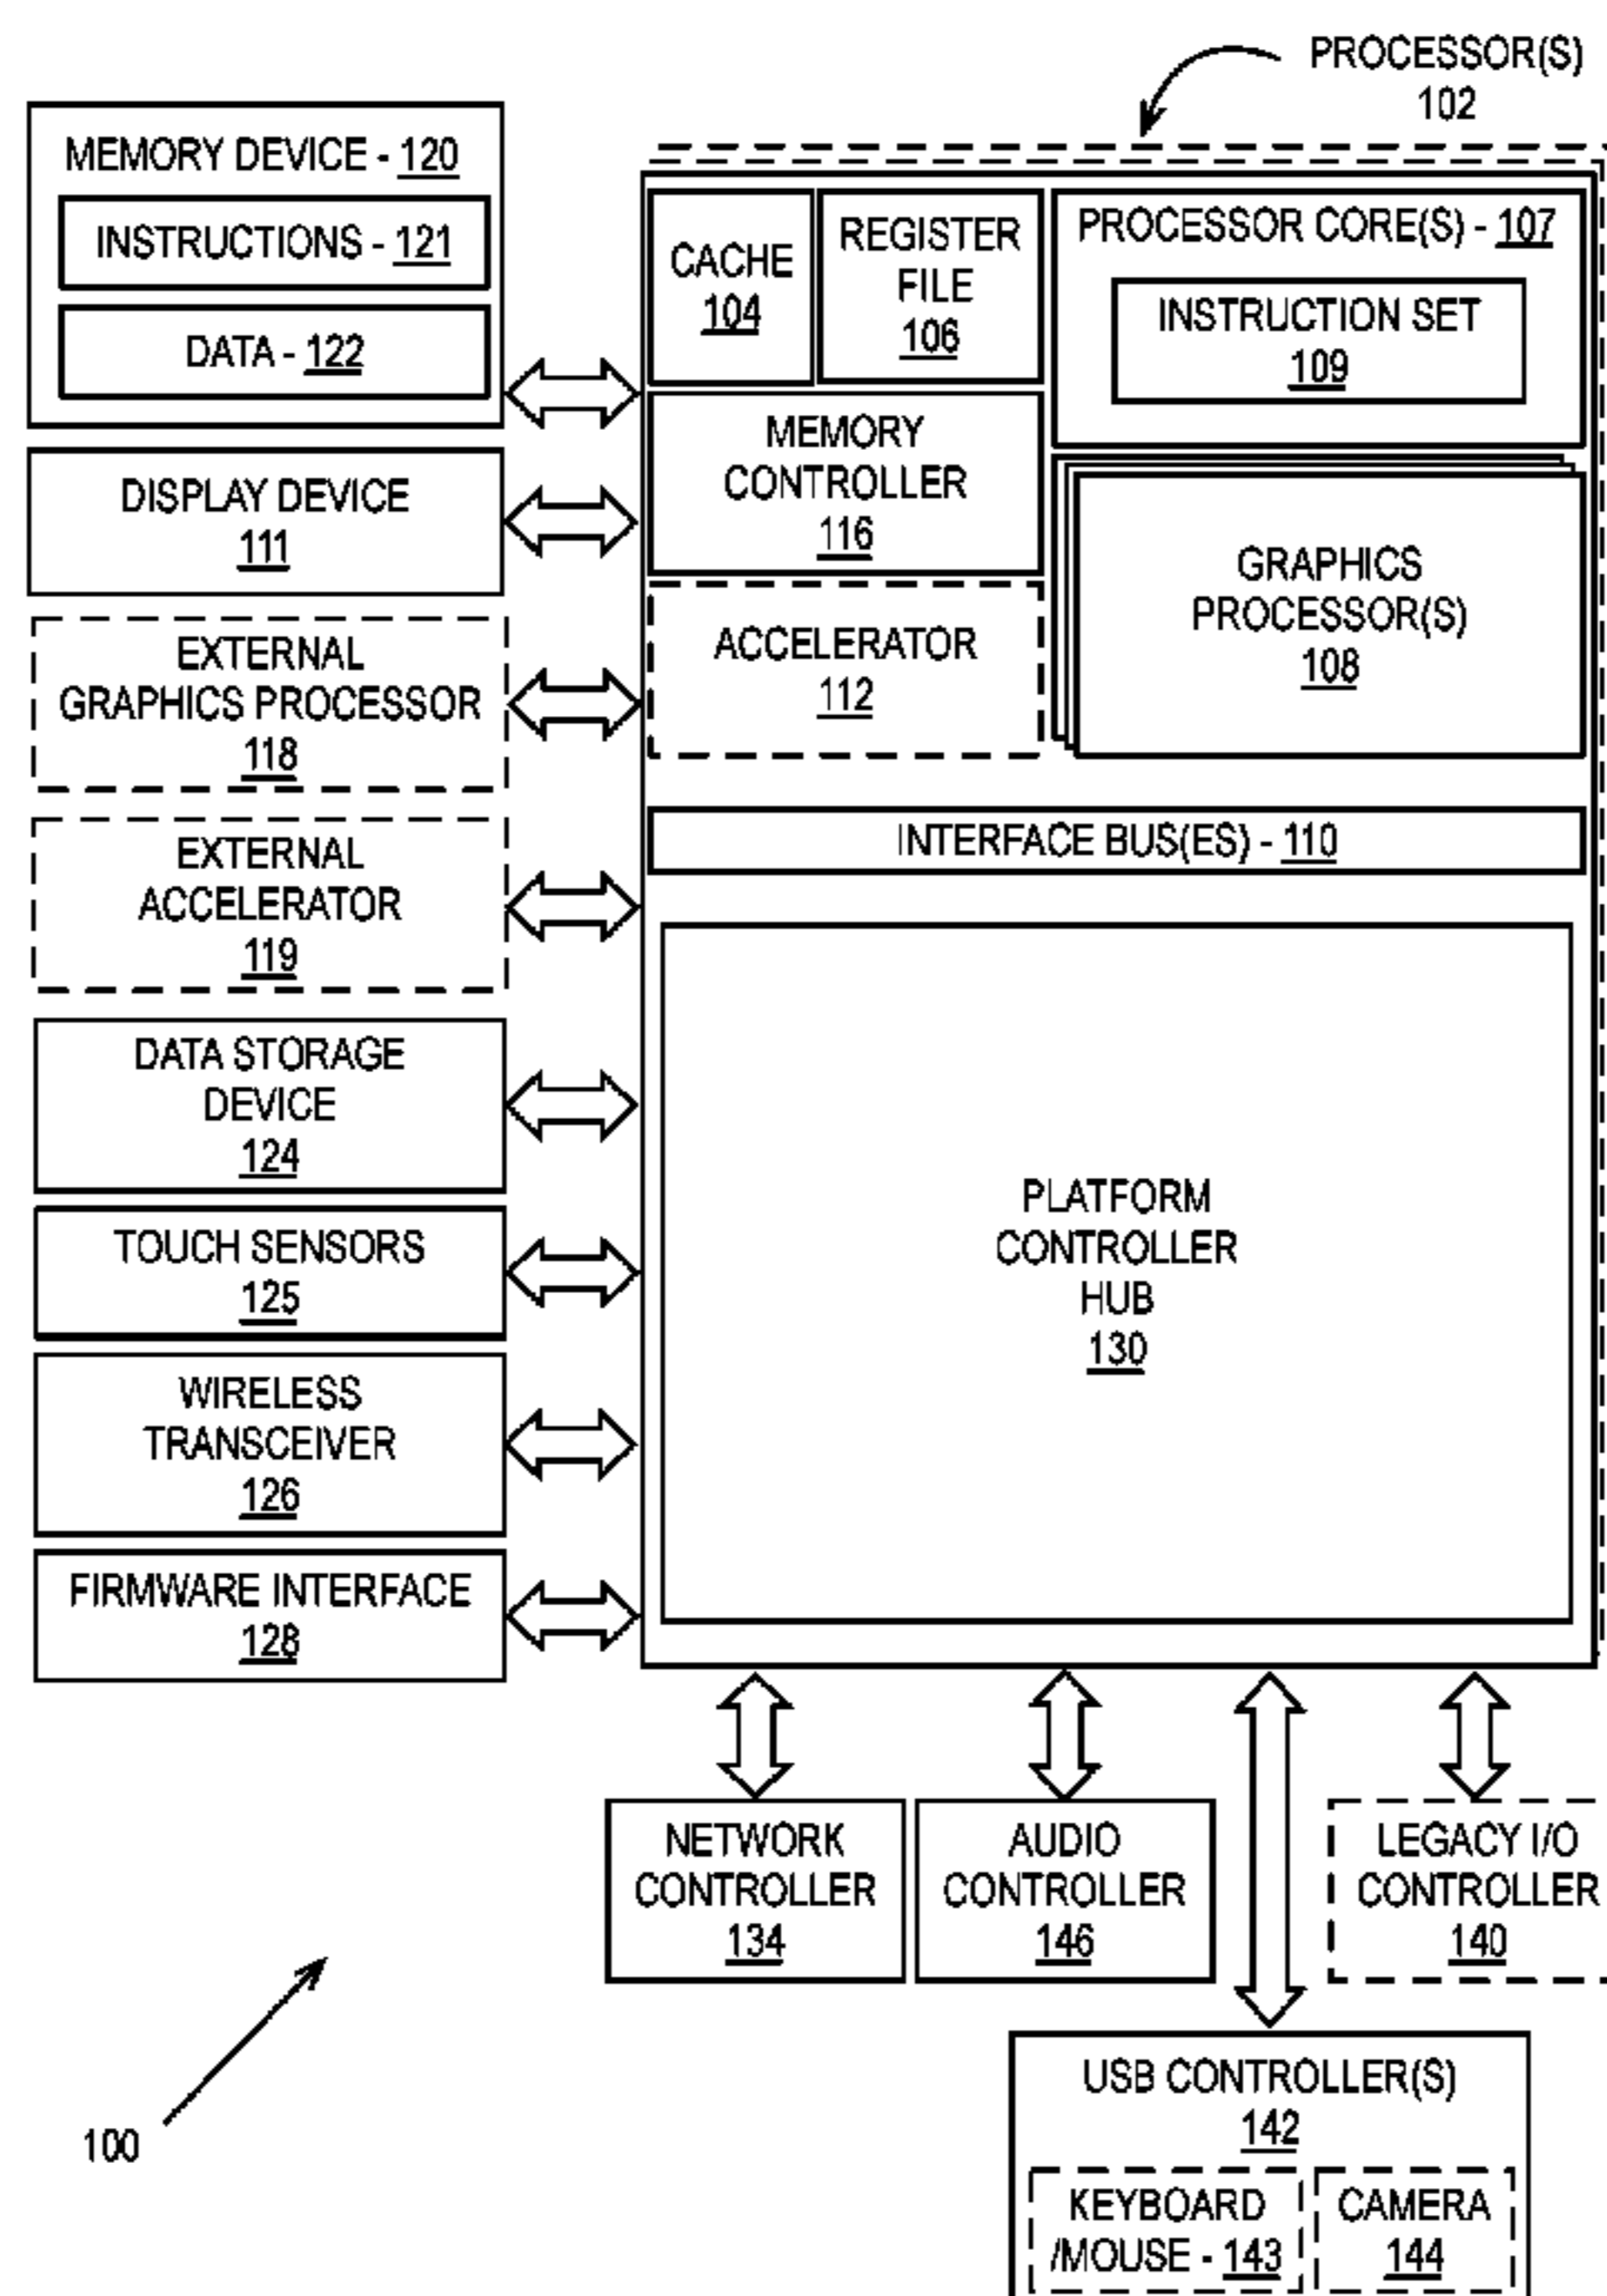 PROCESSOR(S)
102
MEMORY DEVICE - 120
INSTRUCTIONS - 121
DATA - 122
CACHE
104
REGISTER
FILE
106
PROCESSOR CORE(S) - 107
INSTRUCTION SET
109
MEMORY
CONTROLLER
116
DISPLAY DEVICE
111
GRAPHICS
PROCESSOR(S)
108
EXTERNAL
GRAPHICS PROCESSOR
118
ACCELERATOR
112
INTERFACE BUS(ES) - 110
EXTERNAL
ACCELERATOR
119
DATA STORAGE
DEVICE
124
PLATFORM
CONTROLLER
HUB
130
TOUCH SENSORS
125
WIRELESS
TRANSCEIVER
126
FIRMWARE INTERFACE
128
NETWORK
CONTROLLER
134
AUDIO
CONTROLLER
146
LEGACY I/O
CONTROLLER
140
100
USB CONTROLLER(S)
142
KEYBOARD
/MOUSE - 143
CAMERA
144